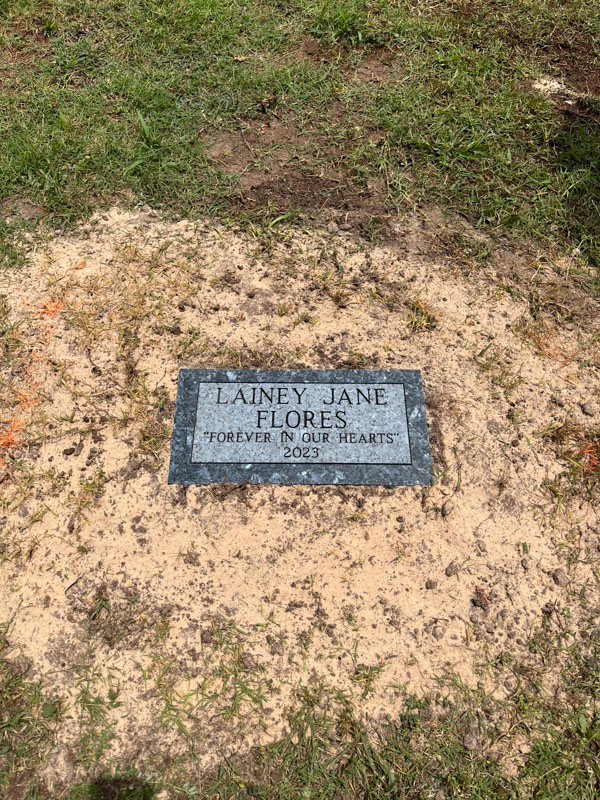 LAINEY JANE
FLORES
"FOREVER IN OUR HEARTS"
2023